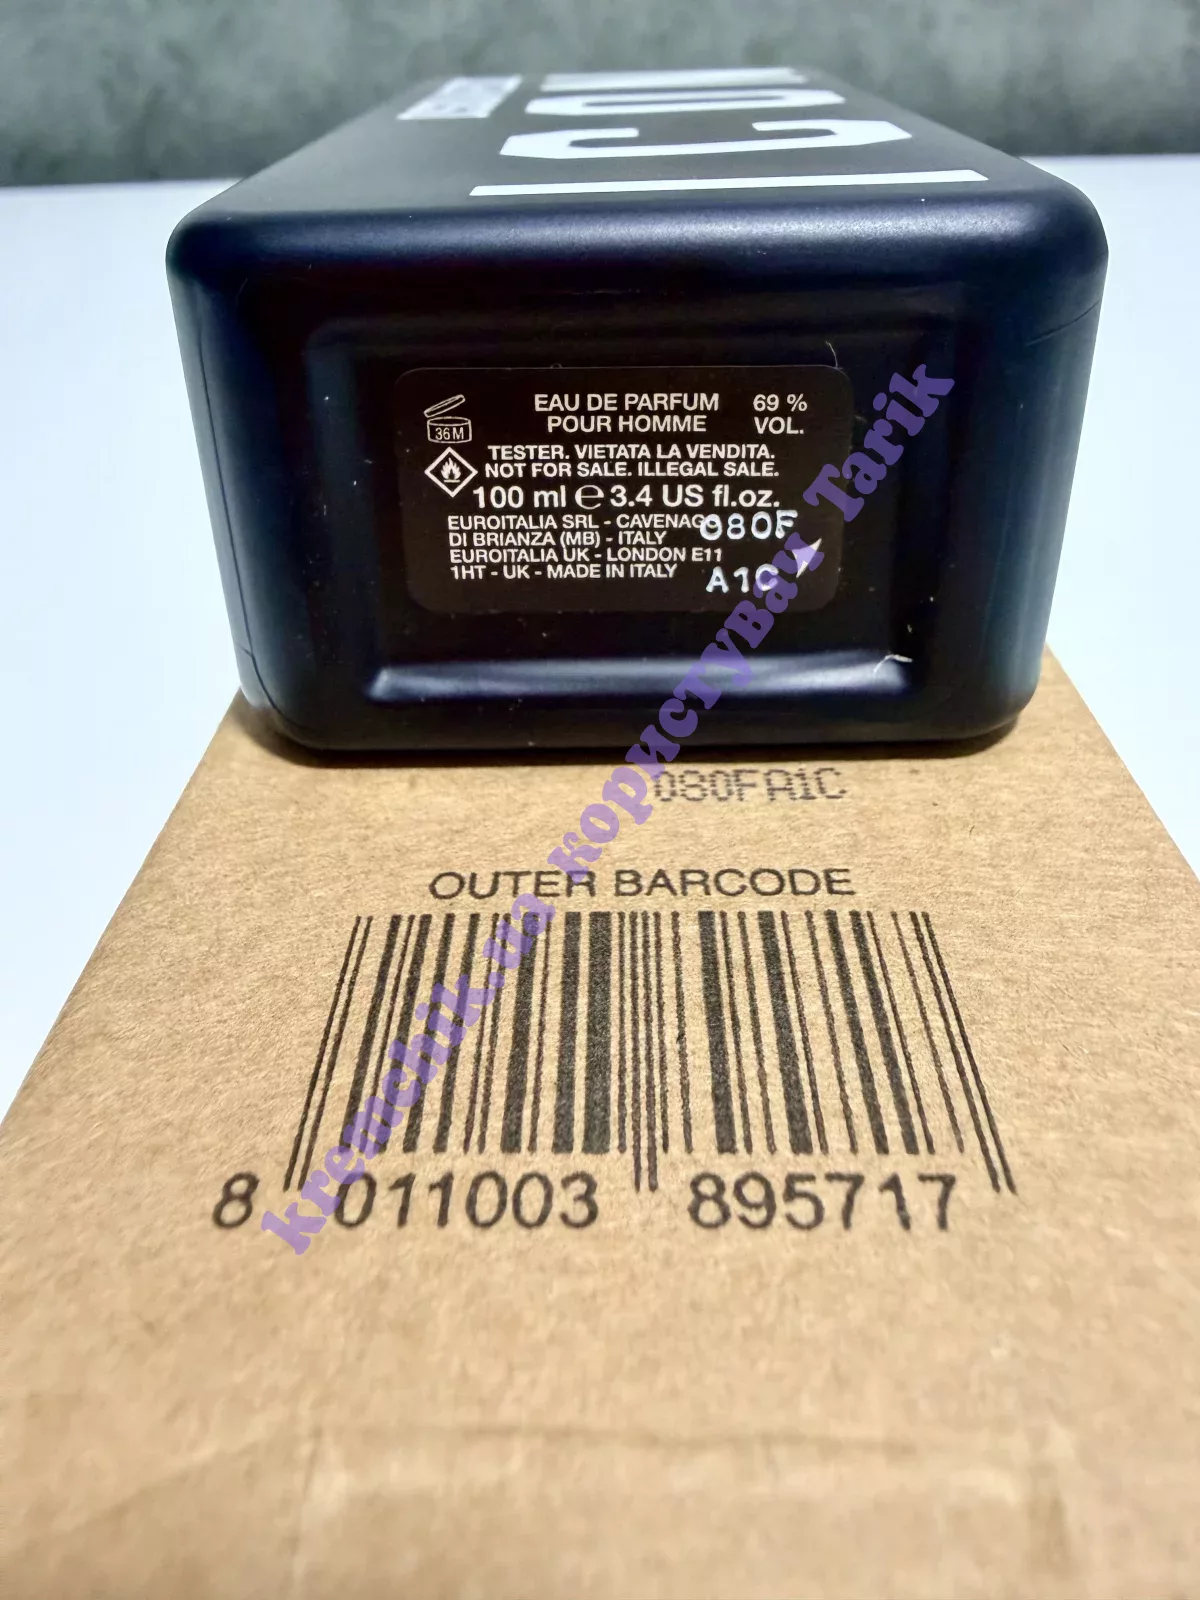 36M
EAU DE PARFUM
POUR HOMME
69 %
VOL.
TESTER. VIETATA LA VENDITA.
NOT FOR SALE. ILLEGAL SALE.
100 ml ℮ 3.4 US fl.oz.
EUROITALIA SRL - CAVENAGO
DI BRIANZA (MB) - ITALY
EUROITALIA UK - LONDON E11
1HT - UK - MADE IN ITALY
080F
A1C
080FA1C
OUTER BARCODE
8 011003 895717
kremchik.ua користувач Tarik